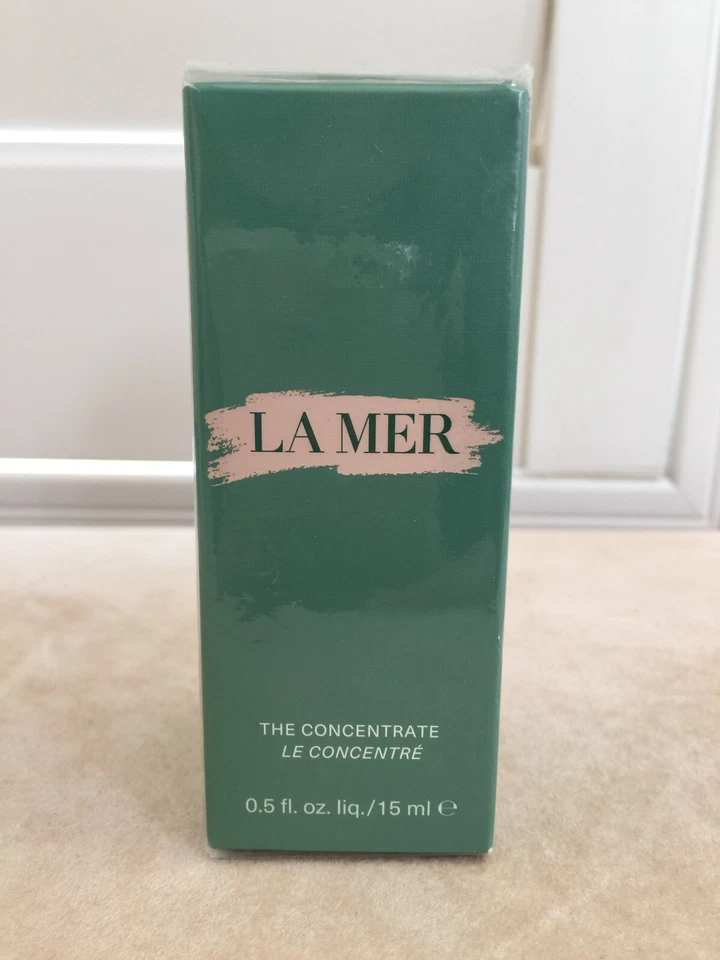 LA MER
THE CONCENTRATE
LE CONCENTRÉ
0.5 fl. oz. liq./15 ml ℮